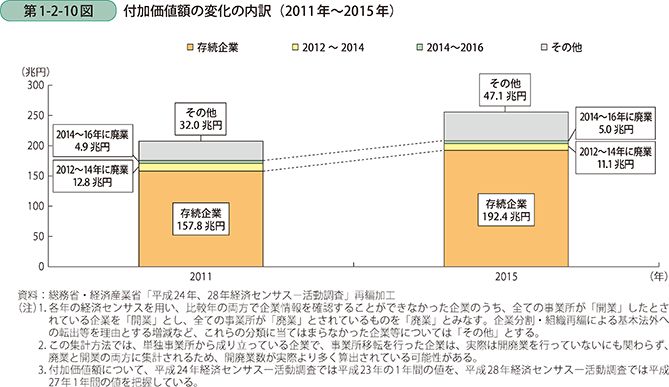 第1-2-10図
付加価値額の変化の内訳（2011年～2015年）
存続企業
2012～2014
2014～2016
その他
（兆円）
300
250
200
150
100
50
0
その他
32.0 兆円
2014～16年に廃業
4.9 兆円
2012～14年に廃業
12.8 兆円
存続企業
157.8 兆円
その他
47.1 兆円
2014～16年に廃業
5.0 兆円
2012～14年に廃業
11.1 兆円
存続企業
192.4 兆円
2011
2015
（年）
資料：総務省・経済産業省「平成24年、28年経済センサス－活動調査」再編加工
（注）1. 各年の経済センサスを用い、比較年の両方で企業情報を確認することができなかった企業のうち、全ての事業所が「開業」したとさ
れている企業を「開業」とし、全ての事業所が「廃業」とされているものを「廃業」とみなす。企業分割・組織再編による基本法外へ
の転出等を理由とする増減など、これらの分類に当てはまらなかった企業等については「その他」とする。
2. この集計方法では、単独事業所から成り立っている企業で、事業所移転を行った企業は、実際は開廃業を行っていないにも関わらず、
廃業と開業の両方に集計されるため、開廃業数が実際より多く算出されている可能性がある。
3. 付加価値額について、平成24年経済センサス活動調査では平成23年の1年間の値を、平成28年経済センサス活動調査では平成
27年1年間の値を把握している。